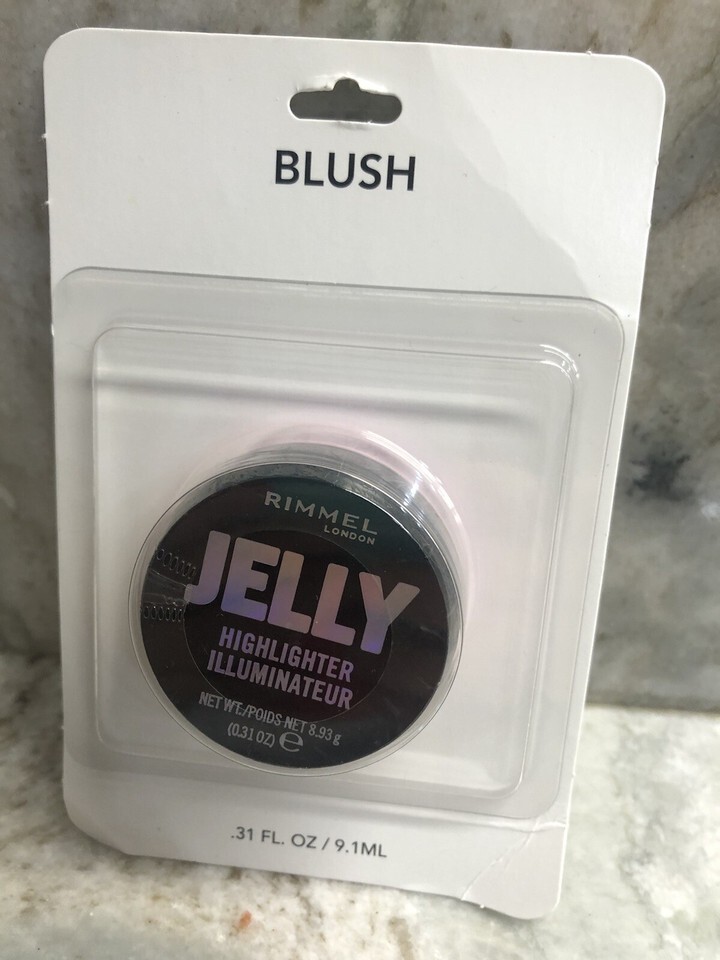 BLUSH
RIMMEL
LONDON
JELLY
HIGHLIGHTER
ILLUMINATEUR
NET WT./POIDS NET 8.93 g
(0.31 OZ) ℮
.31 FL. OZ / 9.1ML